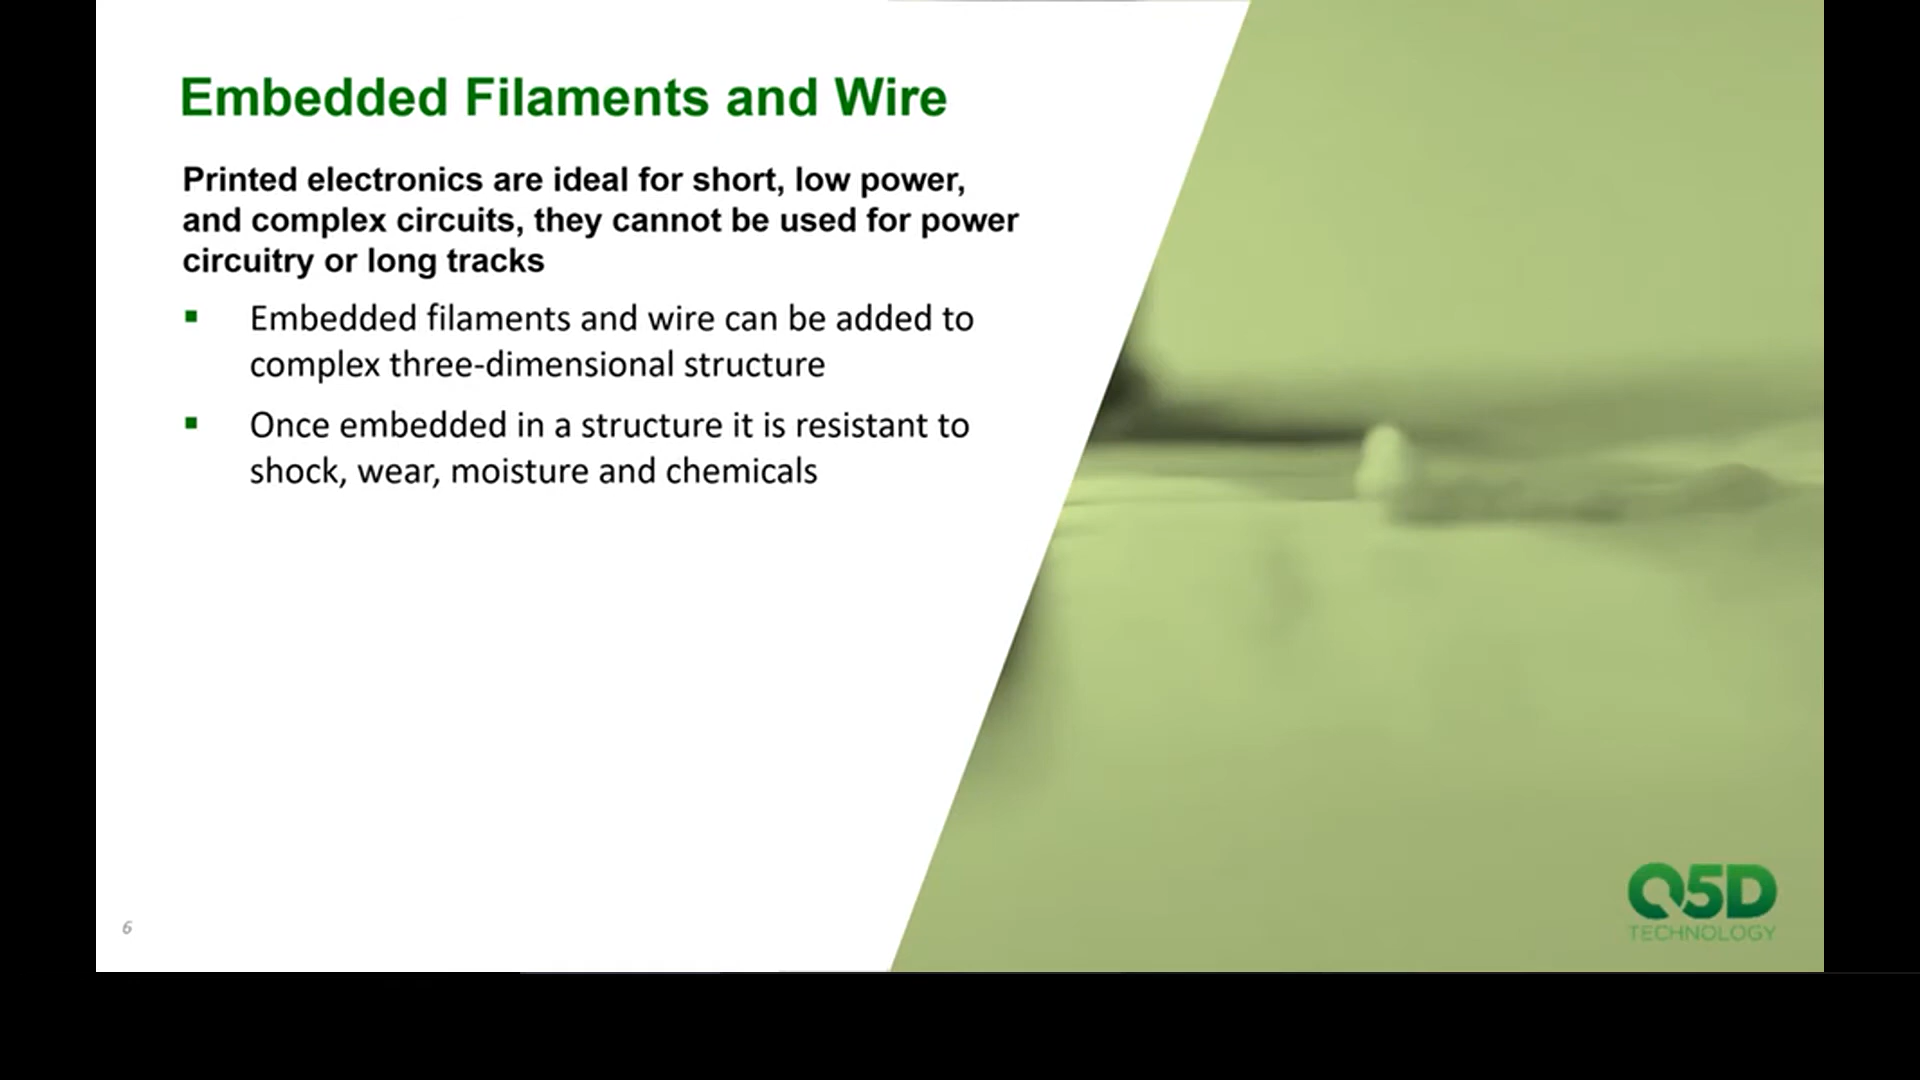 Embedded Filaments and Wire
Printed electronics are ideal for short, low power,
and complex circuits, they cannot be used for power
circuitry or long tracks
▪ Embedded filaments and wire can be added to
complex three-dimensional structure
▪ Once embedded in a structure it is resistant to
shock, wear, moisture and chemicals
6
Q5D
TECHNOLOGY